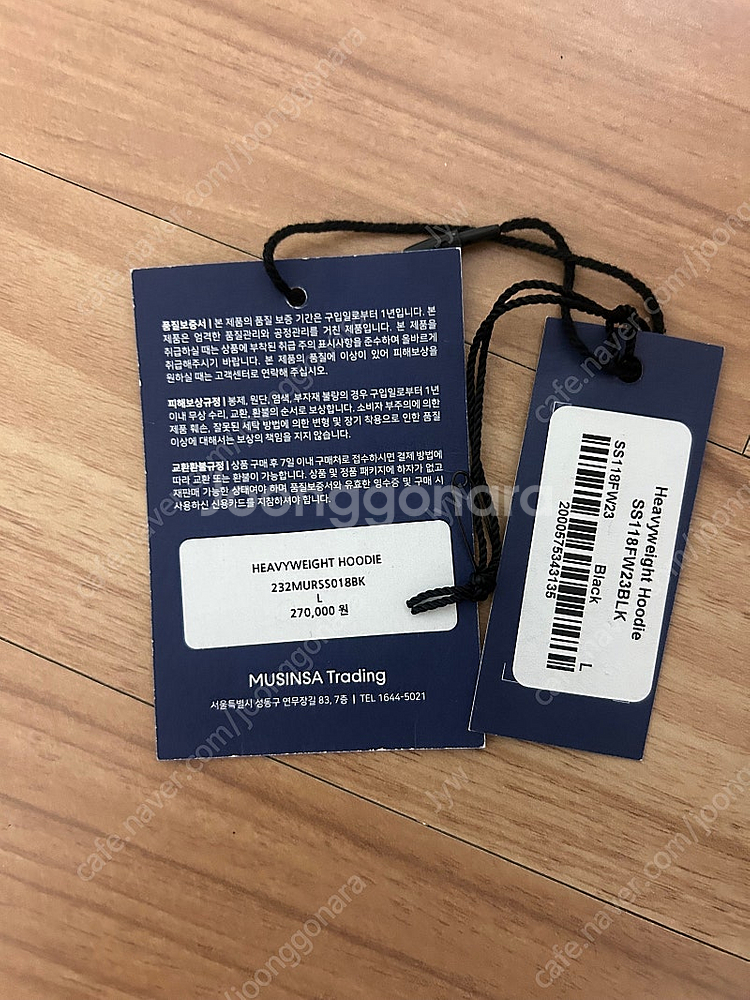 품질보증서 | 본 제품의 품질 보증 기간은 구입일로부터 1년입니다. 본
제품은 엄격한 품질관리와 공정관리를 거친 제품입니다. 본 제품을
취급하실 때는 상품에 부착된 취급 주의 표시사항을 준수하여 올바르게
취급해주시기 바랍니다. 본 제품의 품질에 이상이 있어 피해보상을
원하실 때는 고객센터로 연락해 주십시오.
피해보상규정 | 봉제, 원단, 염색, 부자재 불량의 경우 구입일로부터 1년
이내 무상 수리, 교환, 환불의 순서로 보상합니다. 소비자 부주의에 의한
제품 훼손, 잘못된 세탁 방법에 의한 변형 및 장기 착용으로 인한 품질
이상에 대해서는 보상의 책임을 지지 않습니다.
교환환불규정 | 상품 구매 후 7일 이내 구매처로 접수하시면 결제 방법에
따라 교환 또는 환불이 가능합니다. 상품 및 정품 패키지에 하자가 없고
재판매 가능한 상태여야 하며 품질보증서와 유효한 영수증 및 구매 시
사용하신 신용카드를 지참하셔야 합니다.
HEAVYWEIGHT HOODIE
232MURSS018BK
L
270,000 원
MUSINSA Trading
서울특별시 성동구 연무장길 83, 7층 | TEL 1644-5021
Heavyweight Hoodie
SS118FW23BLK
SS118FW23 Black L
2000575343135
joonggonara
cafe.naver.com/joonggonara
jyw